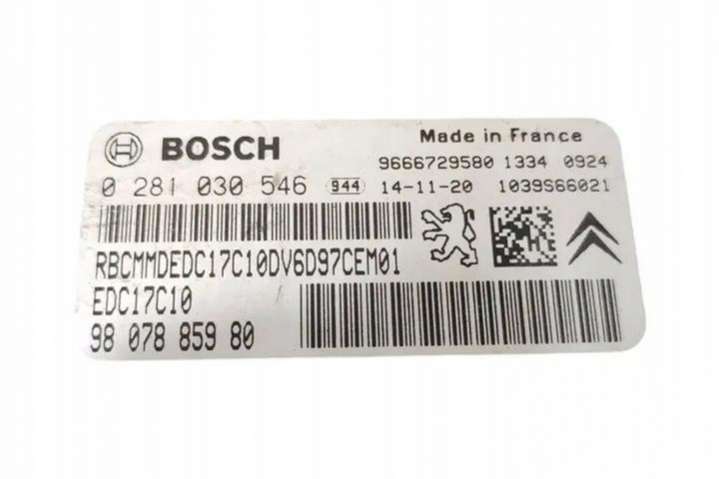 BOSCH Made in France
9666729580 1334 0924
0 281 030 546 944 14-11-20 1039S66021
RBCMMDEDC17C10DV6D97CEM01
EDC17C10
98 078 859 80